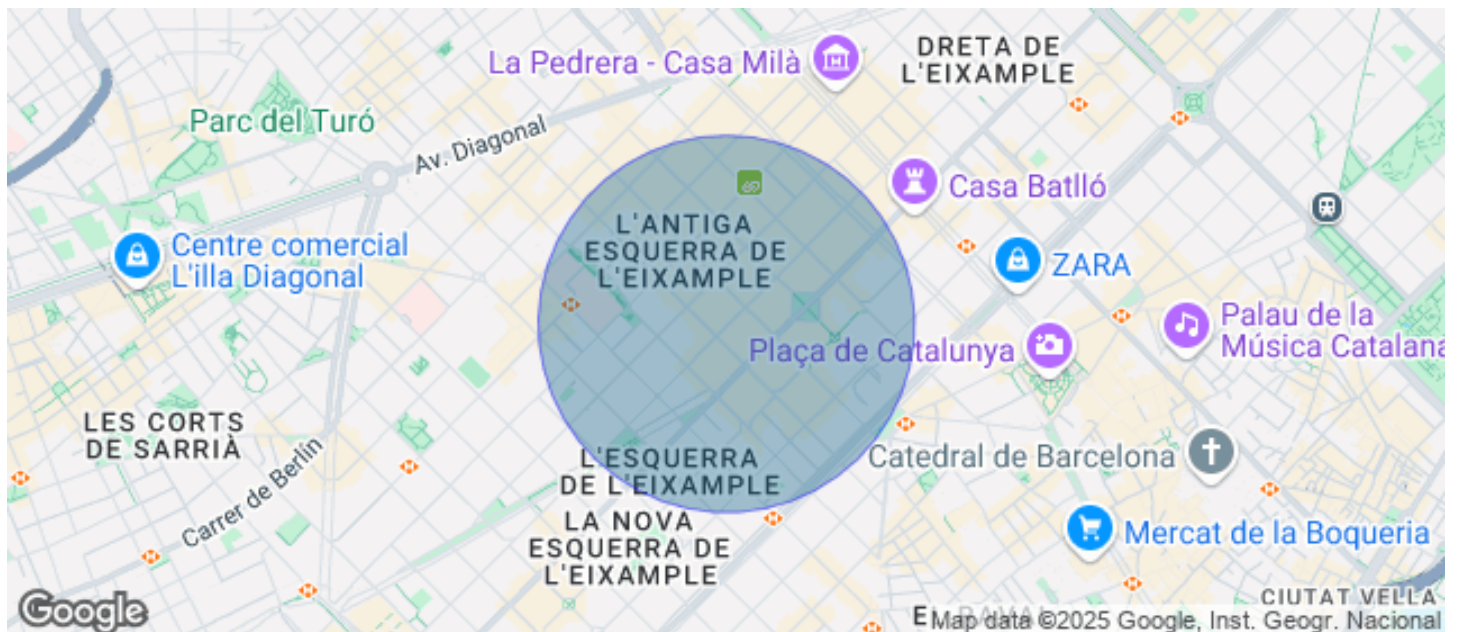 DRETA DE
L'EIXAMPLE
La Pedrera - Casa Milà
Parc del Turó
Av. Diagonal
Casa Batlló
L'ANTIGA
ESQUERRA DE
L'EIXAMPLE
Centre comercial
L'illa Diagonal
ZARA
Palau de la
Música Catalana
Plaça de Catalunya
LES CORTS
DE SARRIÀ
Carrer de Berlín
L'ESQUERRA
DE L'EIXAMPLE
Catedral de Barcelona
LA NOVA
ESQUERRA DE
L'EIXAMPLE
Mercat de la Boqueria
CIUTAT VELLA
Google
Map data ©2025 Google, Inst. Geogr. Nacional